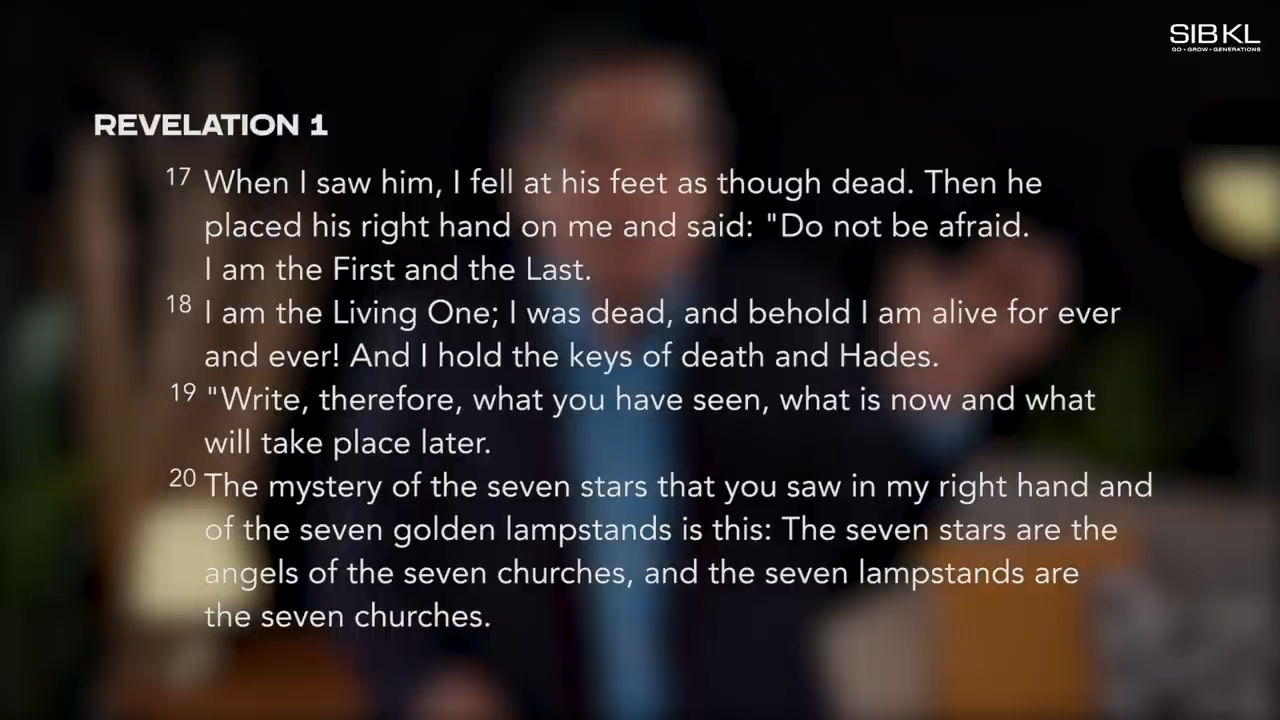 SIBKL
GO • GROW • GENERATIONS
REVELATION 1
17 When I saw him, I fell at his feet as though dead. Then he
placed his right hand on me and said: "Do not be afraid.
I am the First and the Last.
18 I am the Living One; I was dead, and behold I am alive for ever
and ever! And I hold the keys of death and Hades.
19 "Write, therefore, what you have seen, what is now and what
will take place later.
20 The mystery of the seven stars that you saw in my right hand and
of the seven golden lampstands is this: The seven stars are the
angels of the seven churches, and the seven lampstands are
the seven churches.